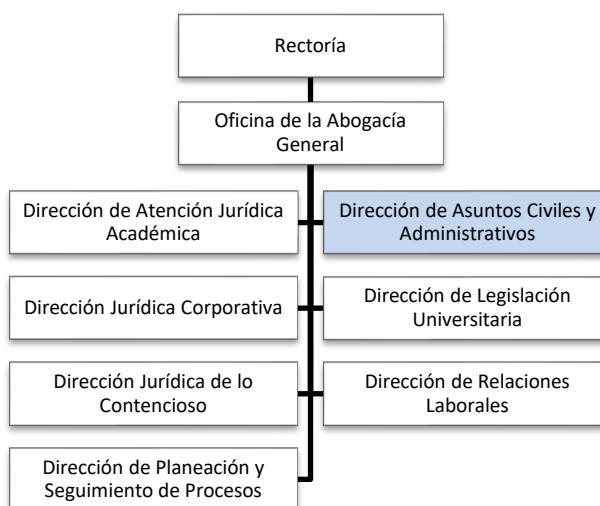 Rectoría
Oficina de la Abogacía
General
Dirección de Atención Jurídica
Académica
Dirección de Asuntos Civiles y
Administrativos
Dirección Jurídica Corporativa
Dirección de Legislación
Universitaria
Dirección Jurídica de lo
Contencioso
Dirección de Relaciones
Laborales
Dirección de Planeación y
Seguimiento de Procesos